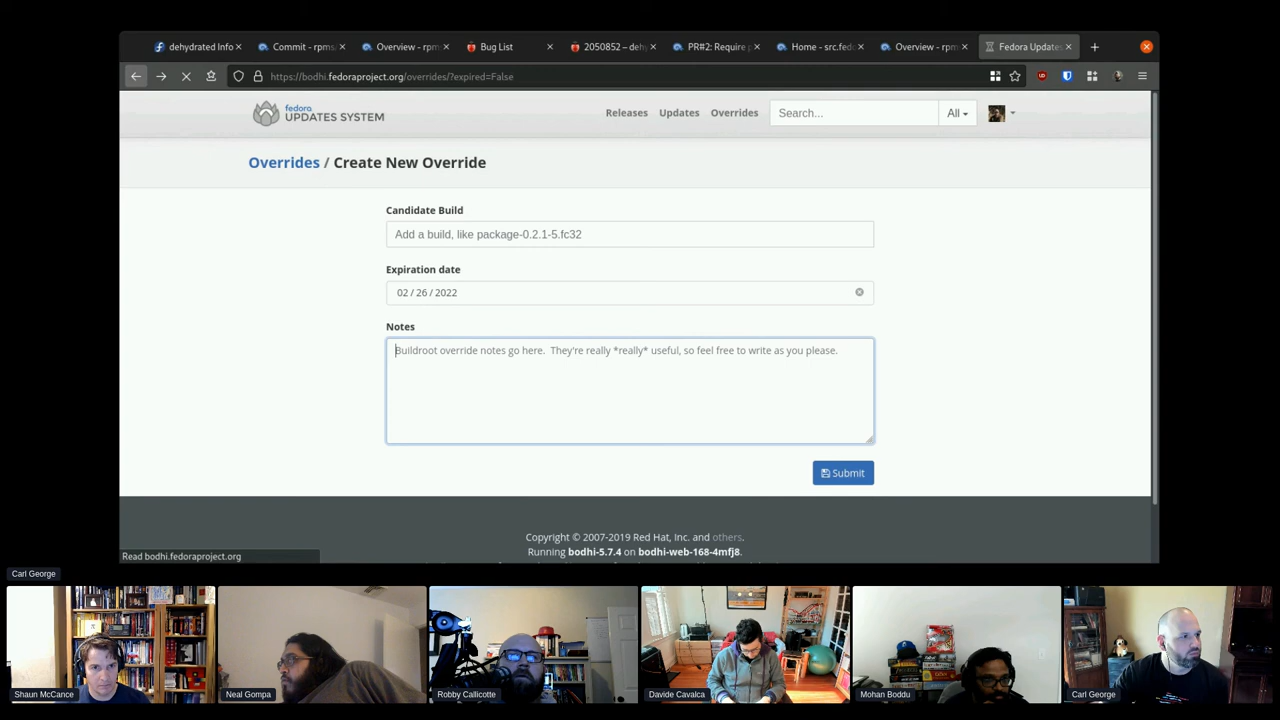 dehydrated Info
Commit - rpms/
Overview - rpm
Bug List
2050852 – dehy
PR#2: Require p
Home - src.fedo
Overview - rpm
Fedora Updates
https://bodhi.fedoraproject.org/overrides/?expired=False
fedora
UPDATES SYSTEM
Releases
Updates
Overrides
Search...
All
Overrides / Create New Override
Candidate Build
Add a build, like package-0.2.1-5.fc32
Expiration date
02 / 26 / 2022
Notes
Buildroot override notes go here. They're really *really* useful, so feel free to write as you please.
Submit
Copyright © 2007-2019 Red Hat, Inc. and others.
Running bodhi-5.7.4 on bodhi-web-168-4mfj8.
Read bodhi.fedoraproject.org
Carl George
Shaun McCance
Neal Gompa
Robby Callicotte
Davide Cavalca
Mohan Boddu
Carl George